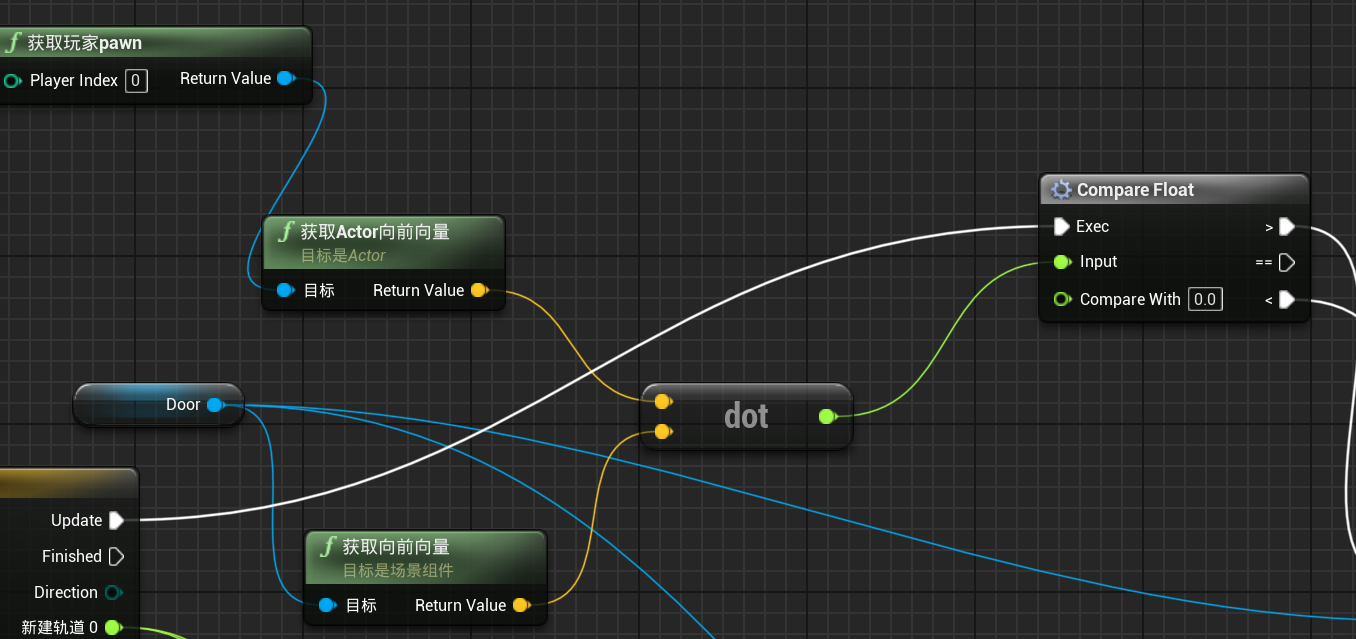 f 获取玩家pawn
Player Index 0 Return Value
f 获取Actor向前向量
目标是Actor
目标 Return Value
Compare Float
Exec >
Input ==
Compare With 0.0 <
Door
dot
Update
Finished
Direction
新建轨道 0
f 获取向前向量
目标是场景组件
目标 Return Value